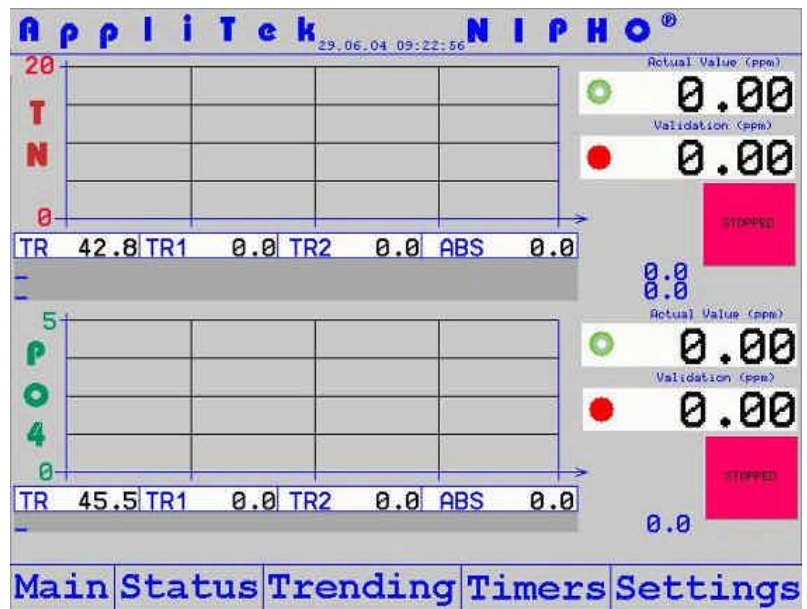 AppliTek 29.06.04 09:22:56 NIPHO®
20
TN
0
Actual Value (ppm)
0.00
Validation (ppm)
0.00
STOPPED
TR 42.8 TR1 0.0 TR2 0.0 ABS 0.0
0.0
0.0
5
PO4
0
Actual Value (ppm)
0.00
Validation (ppm)
0.00
STOPPED
TR 45.5 TR1 0.0 TR2 0.0 ABS 0.0
0.0
Main Status Trending Timers Settings